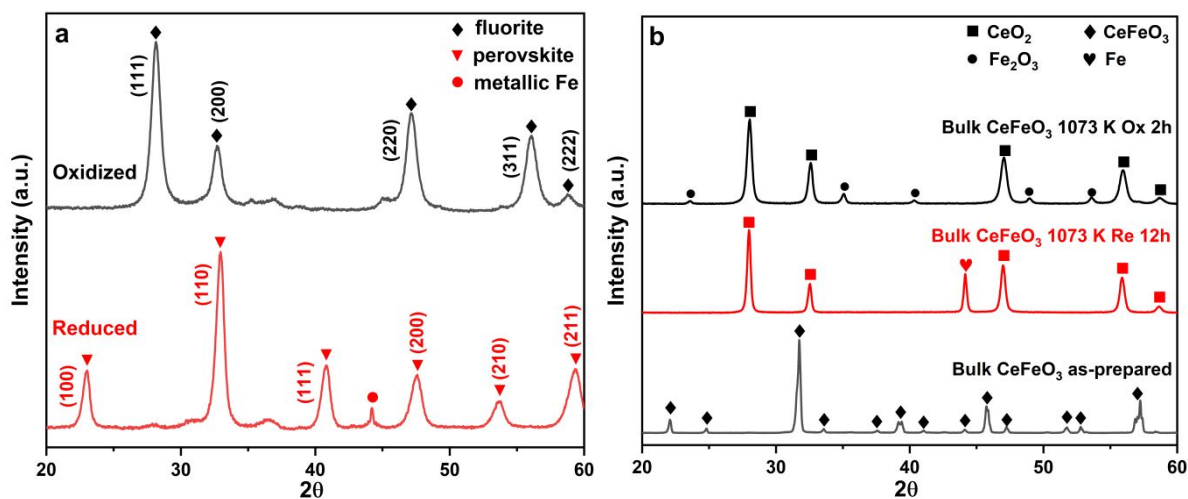 a
fluorite
perovskite
metallic Fe
(111)
(200)
(220)
(311)
(222)
Oxidized
Reduced
(100)
(110)
(111)
(200)
(210)
(211)
Intensity (a.u.)
20 30 40 50 60
2θ
b
CeO₂ CeFeO₃
Fe₂O₃ Fe
Bulk CeFeO₃ 1073 K Ox 2h
Bulk CeFeO₃ 1073 K Re 12h
Bulk CeFeO₃ as-prepared
Intensity (a.u.)
20 30 40 50 60
2θ